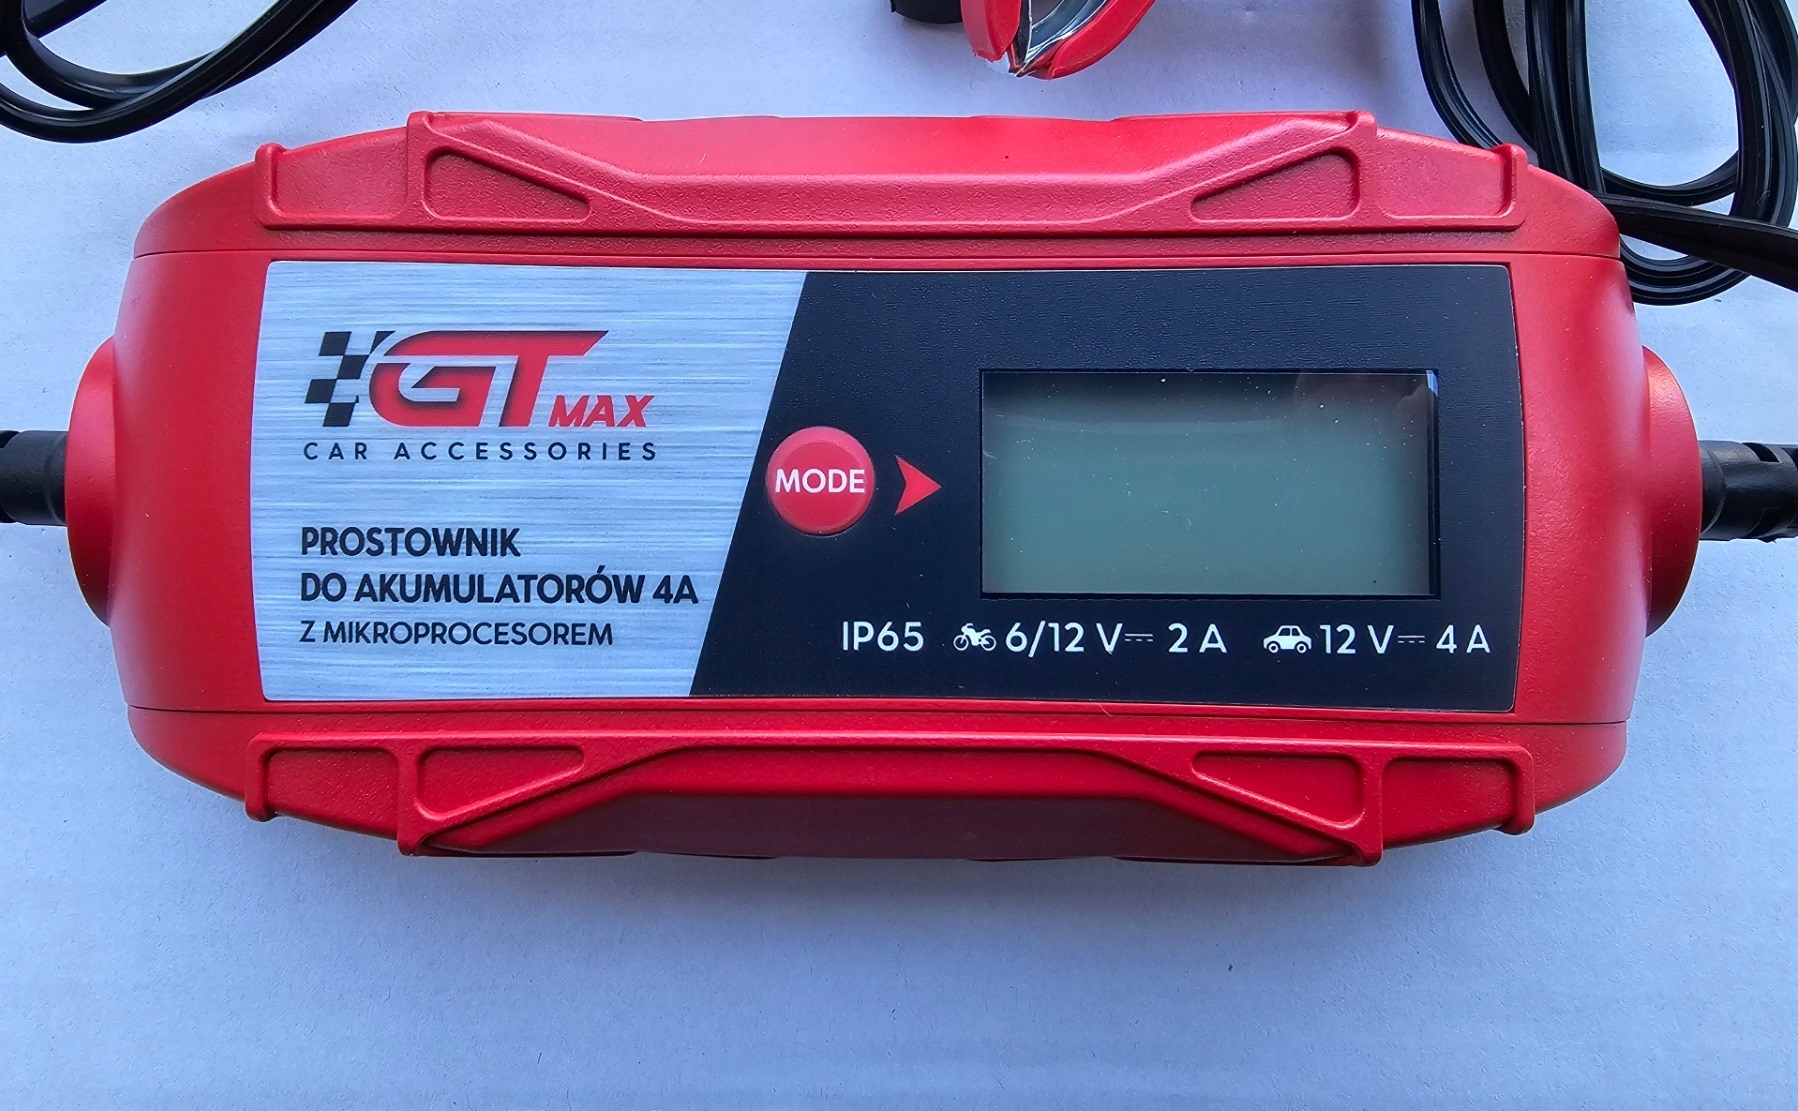 GT MAX
CAR ACCESSORIES
PROSTOWNIK
DO AKUMULATORÓW 4A
Z MIKROPROCESOREM
MODE
IP65 6/12 V⎓ 2 A 12 V⎓ 4 A